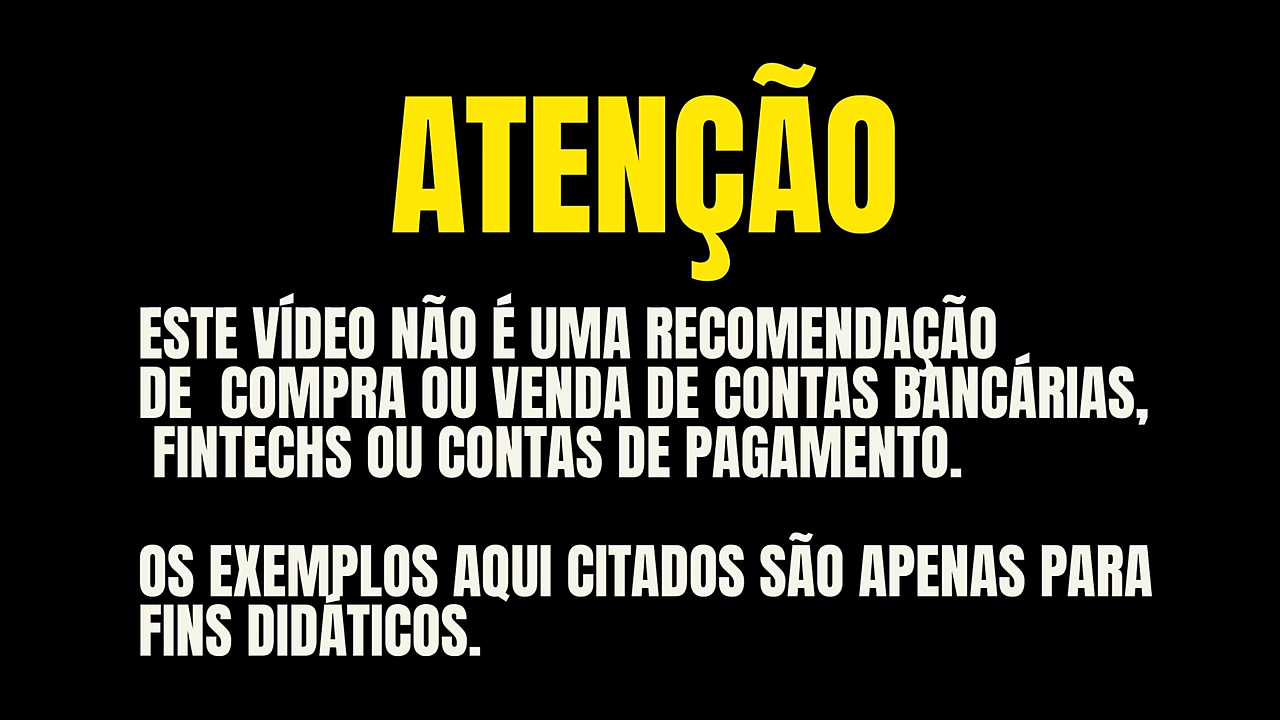 ATENÇÃO
ESTE VÍDEO NÃO É UMA RECOMENDAÇÃO
DE COMPRA OU VENDA DE CONTAS BANCÁRIAS,
FINTECHS OU CONTAS DE PAGAMENTO.
OS EXEMPLOS AQUI CITADOS SÃO APENAS PARA
FINS DIDÁTICOS.